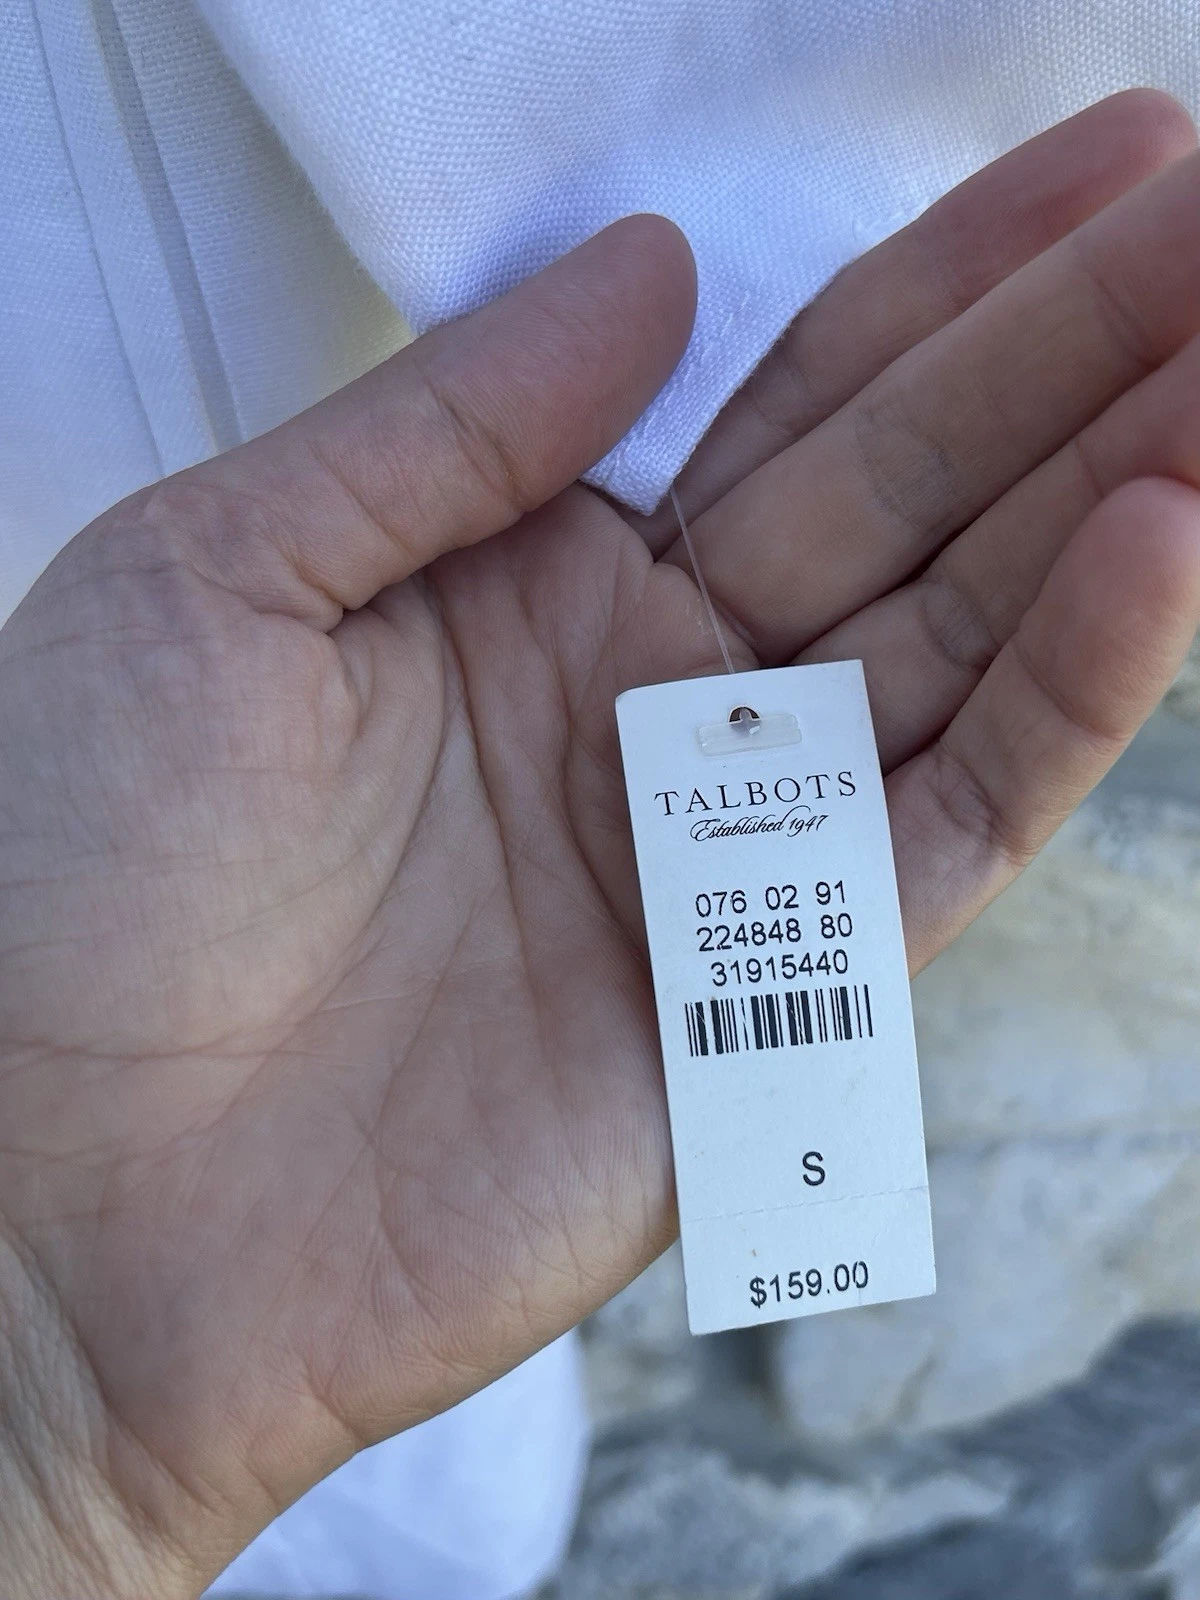 TALBOTS
Established 1947
076 02 91
224848 80
31915440
S
$159.00